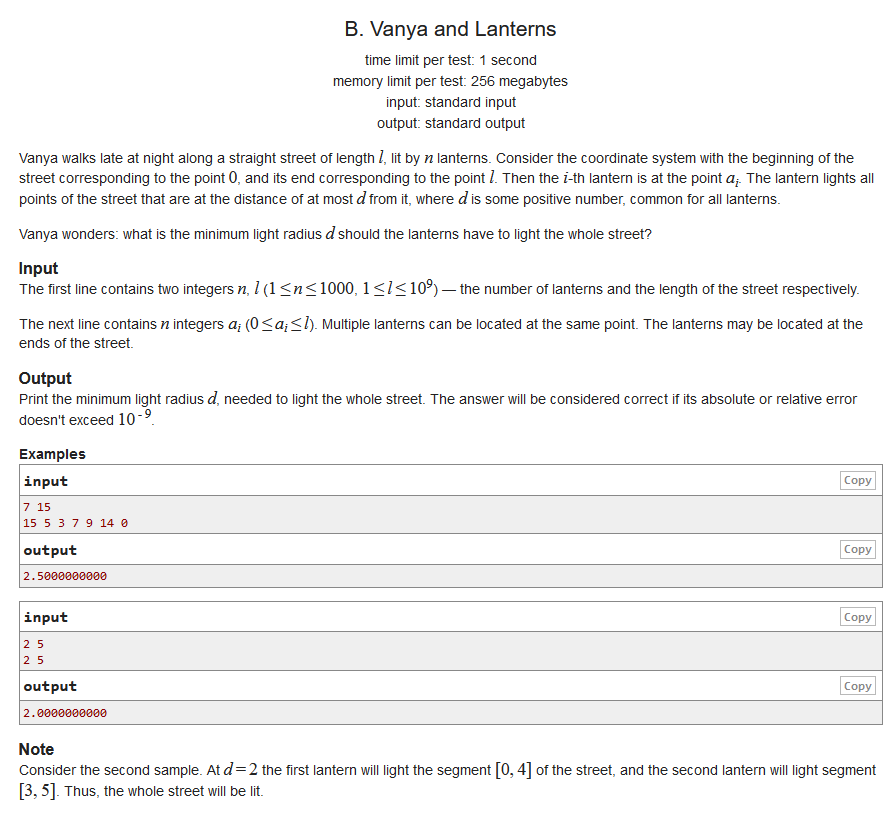 B. Vanya and Lanterns
time limit per test: 1 second
memory limit per test: 256 megabytes
input: standard input
output: standard output
Vanya walks late at night along a straight street of length l, lit by n lanterns. Consider the coordinate system with the beginning of the
street corresponding to the point 0, and its end corresponding to the point l. Then the i-th lantern is at the point aᵢ. The lantern lights all
points of the street that are at the distance of at most d from it, where d is some positive number, common for all lanterns.
Vanya wonders: what is the minimum light radius d should the lanterns have to light the whole street?
Input
The first line contains two integers n, l (1 ≤ n ≤ 1000, 1 ≤ l ≤ 10⁹) — the number of lanterns and the length of the street respectively.
The next line contains n integers aᵢ (0 ≤ aᵢ ≤ l). Multiple lanterns can be located at the same point. The lanterns may be located at the
ends of the street.
Output
Print the minimum light radius d, needed to light the whole street. The answer will be considered correct if its absolute or relative error
doesn't exceed 10⁻⁹.
Examples
input Copy
7 15
15 5 3 7 9 14 0
output Copy
2.5000000000
input Copy
2 5
2 5
output Copy
2.0000000000
Note
Consider the second sample. At d = 2 the first lantern will light the segment [0, 4] of the street, and the second lantern will light segment
[3, 5]. Thus, the whole street will be lit.